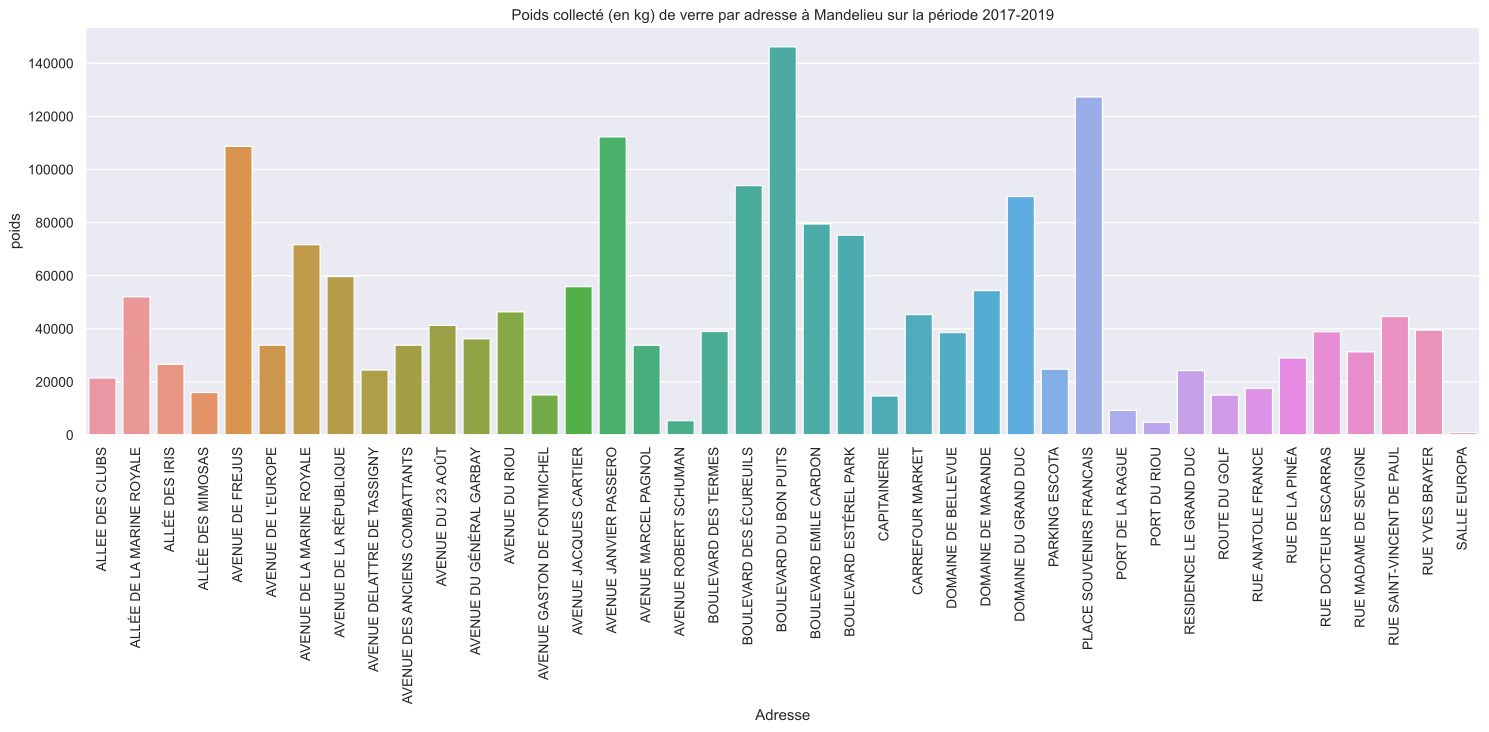 Poids collecté (en kg) de verre par adresse à Mandelieu sur la période 2017-2019
poids
140000
120000
100000
80000
60000
40000
20000
0
ALLEE DES CLUBS
ALLÉE DE LA MARINE ROYALE
ALLÉE DES IRIS
ALLÉE DES MIMOSAS
AVENUE DE FREJUS
AVENUE DE L'EUROPE
AVENUE DE LA MARINE ROYALE
AVENUE DE LA RÉPUBLIQUE
AVENUE DELATTRE DE TASSIGNY
AVENUE DES ANCIENS COMBATTANTS
AVENUE DU 23 AOÛT
AVENUE DU GÉNÉRAL GARBAY
AVENUE DU RIOU
AVENUE GASTON DE FONTMICHEL
AVENUE JACQUES CARTIER
AVENUE JANVIER PASSERO
AVENUE MARCEL PAGNOL
AVENUE ROBERT SCHUMAN
BOULEVARD DES TERMES
BOULEVARD DES ÉCUREUILS
BOULEVARD DU BON PUITS
BOULEVARD EMILE CARDON
BOULEVARD ESTÉREL PARK
CAPITAINERIE
CARREFOUR MARKET
DOMAINE DE BELLEVUE
DOMAINE DE MARANDE
DOMAINE DU GRAND DUC
PARKING ESCOTA
PLACE SOUVENIRS FRANCAIS
PORT DE LA RAGUE
PORT DU RIOU
RESIDENCE LE GRAND DUC
ROUTE DU GOLF
RUE ANATOLE FRANCE
RUE DE LA PINÉA
RUE DOCTEUR ESCARRAS
RUE MADAME DE SEVIGNE
RUE SAINT-VINCENT DE PAUL
RUE YVES BRAYER
SALLE EUROPA
Adresse